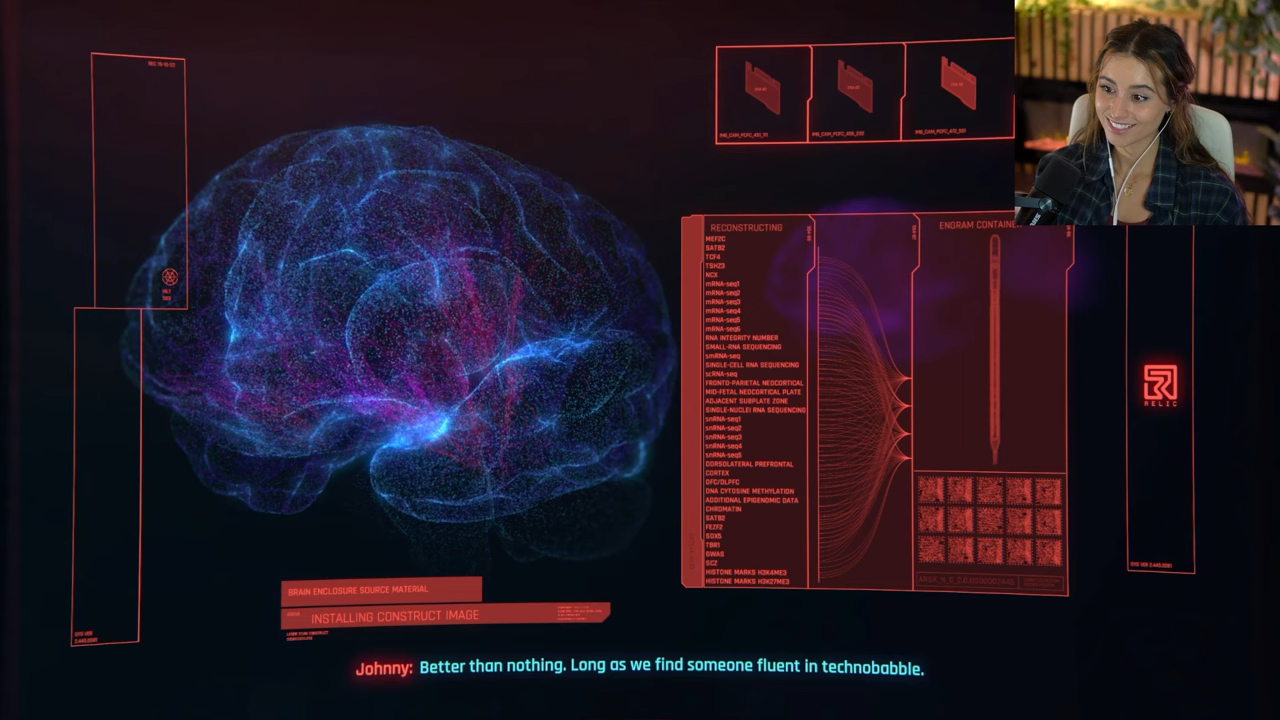 RECONSTRUCTING
MEF2C
SATB2
TCF4
TSHZ3
NCX
mRNA-seq1
mRNA-seq2
mRNA-seq3
mRNA-seq4
mRNA-seq5
mRNA-seq6
RNA INTEGRITY NUMBER
SMALL-RNA SEQUENCING
smRNA-seq
SINGLE-CELL RNA SEQUENCING
scRNA-seq
FRONTO-PARIETAL NEOCORTICAL
MID-FETAL NEOCORTICAL PLATE
ADJACENT SUBPLATE ZONE
SINGLE-NUCLEI RNA SEQUENCING
snRNA-seq1
snRNA-seq2
snRNA-seq3
snRNA-seq4
snRNA-seq5
DORSOLATERAL PREFRONTAL
CORTEX
DFC/DLPFC
DNA CYTOSINE METHYLATION
ADDITIONAL EPIGENOMIC DATA
CHROMATIN
SATB2
FEZF2
SOX5
TBR1
GWAS
SCZ
HISTONE MARKS H3K4ME3
HISTONE MARKS H3K27ME3
ENGRAM CONTAINER
RELIC
BRAIN ENCLOSURE SOURCE MATERIAL
INSTALLING CONSTRUCT IMAGE
Johnny: Better than nothing. Long as we find someone fluent in technobabble.